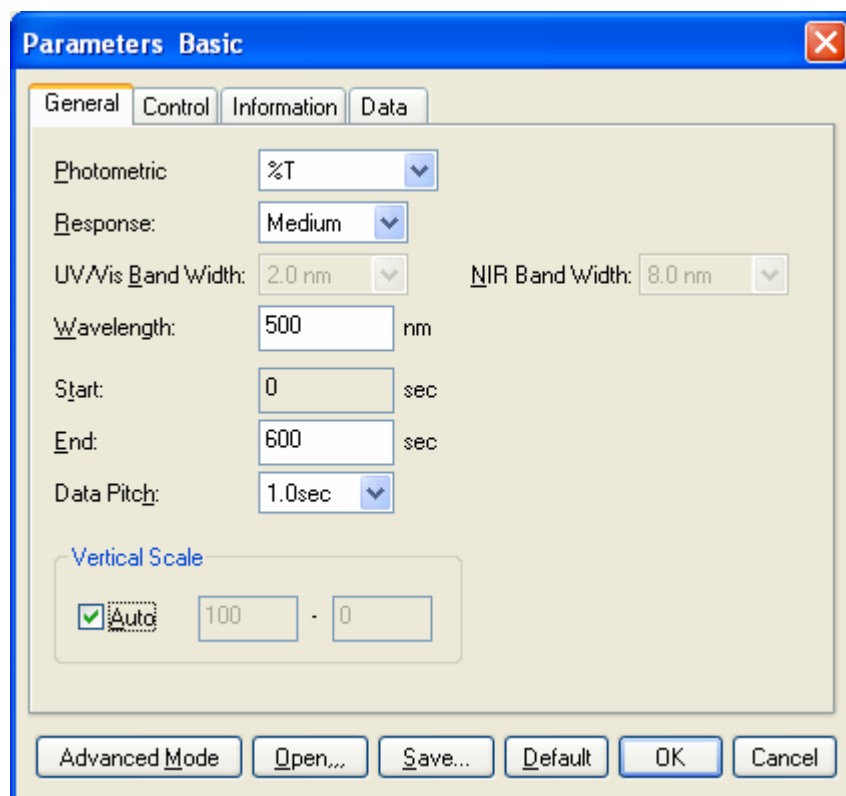 Parameters Basic
General Control Information Data
Photometric %T
Response: Medium
UV/Vis Band Width: 2.0 nm NIR Band Width: 8.0 nm
Wavelength: 500 nm
Start: 0 sec
End: 600 sec
Data Pitch: 1.0sec
Vertical Scale
Auto 100 - 0
Advanced Mode Open,,, Save... Default OK Cancel